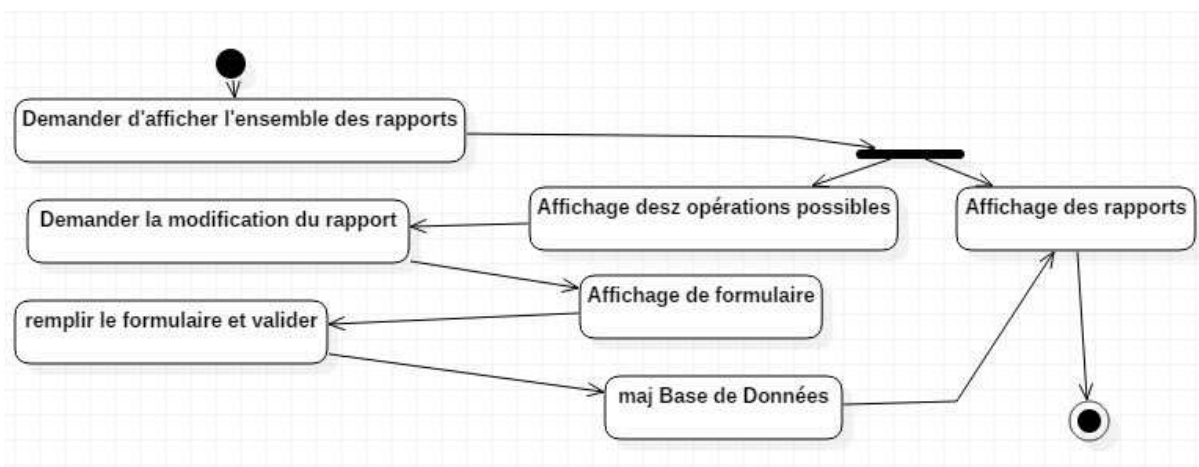 Demander d'afficher l'ensemble des rapports
Affichage desz opérations possibles
Affichage des rapports
Demander la modification du rapport
Affichage de formulaire
remplir le formulaire et valider
maj Base de Données